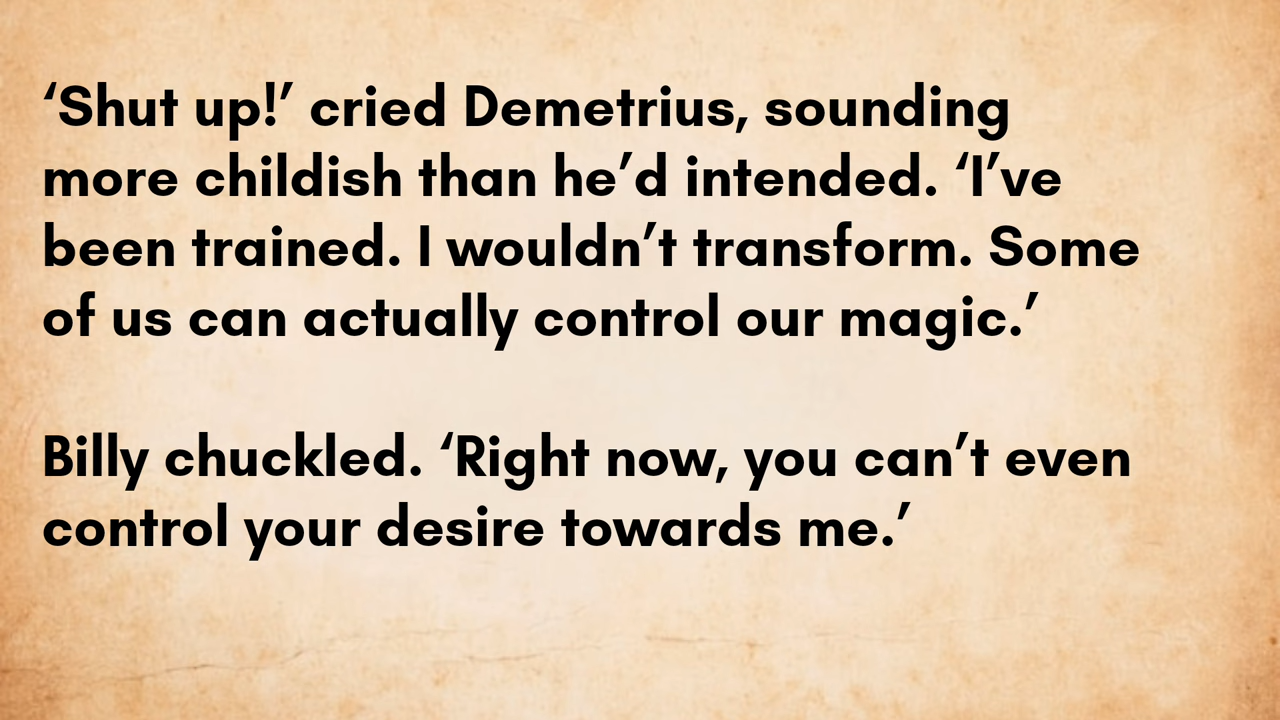 ‘Shut up!’ cried Demetrius, sounding
more childish than he’d intended. ‘I’ve
been trained. I wouldn’t transform. Some
of us can actually control our magic.’
Billy chuckled. ‘Right now, you can’t even
control your desire towards me.’